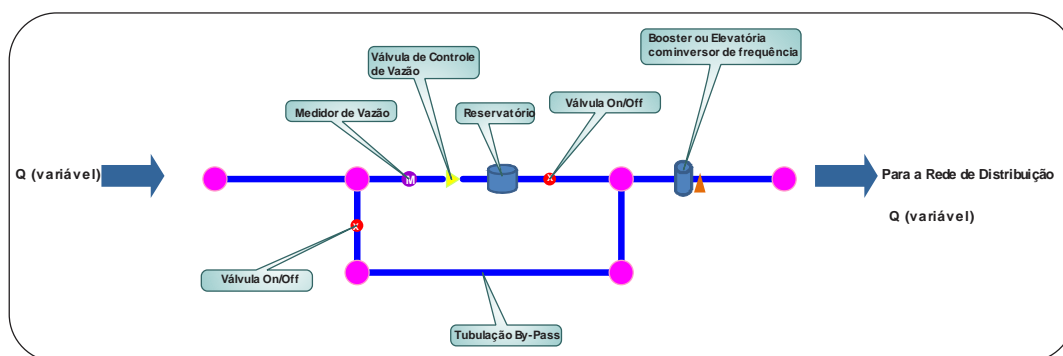 Booster ou Elevatória
cominversor de frequência
Válvula de Controle
de Vazão
Medidor de Vazão
Reservatório
Válvula On/Off
M
X
Q (variável)
Para a Rede de Distribuição
Q (variável)
X
Válvula On/Off
Tubulação By-Pass